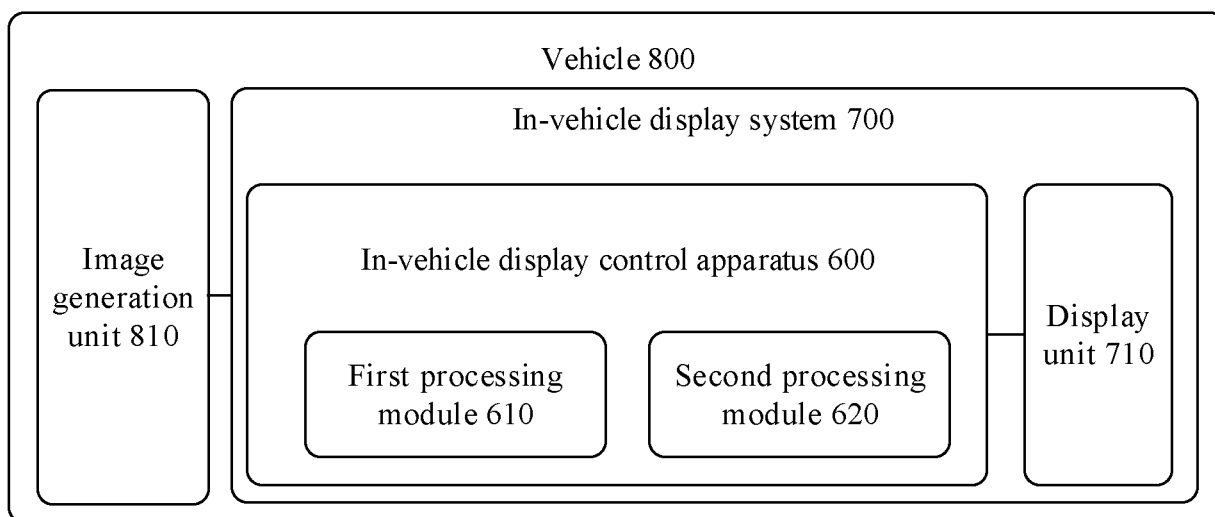 Vehicle 800
In-vehicle display system 700
Image
generation
unit 810
In-vehicle display control apparatus 600
First processing
module 610
Second processing
module 620
Display
unit 710